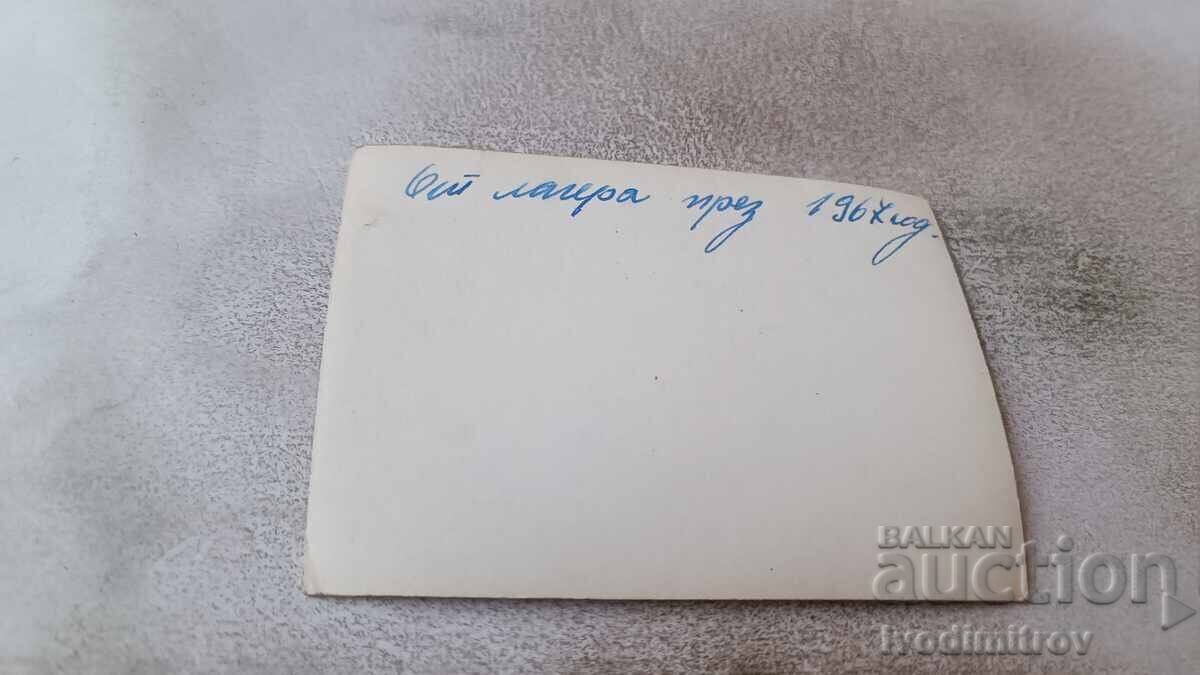 От лагера през 1967 год.
BALKAN
auction
ivodimitrov